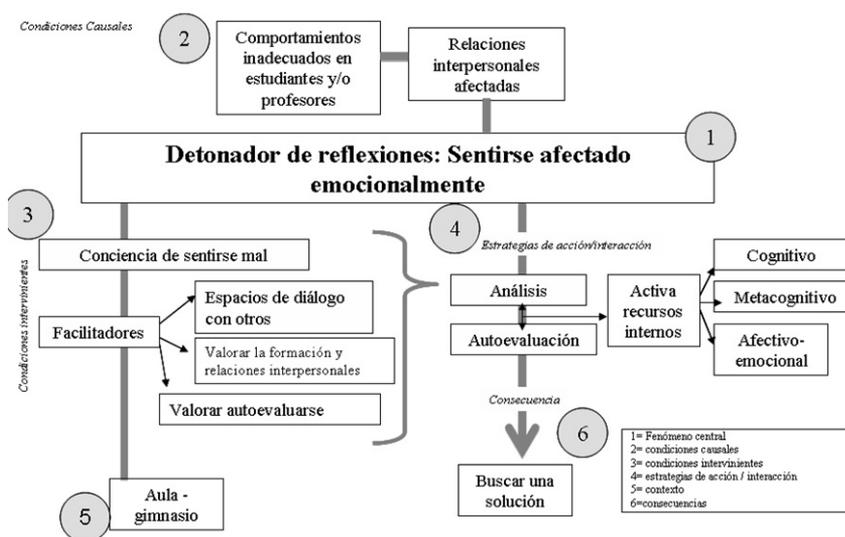 Condiciones Causales
2
Comportamientos
inadecuados en
estudiantes y/o
profesores
Relaciones
interpersonales
afectadas
1
Detonador de reflexiones: Sentirse afectado
emocionalmente
3
Condiciones intervinientes
Conciencia de sentirse mal
Facilitadores
Espacios de diálogo
con otros
Valorar la formación y
relaciones interpersonales
Valorar autoevaluarse
4
Estrategias de acción/interacción
Análisis
Autoevaluación
Activa
recursos
internos
Cognitivo
Metacognitivo
Afectivo-
emocional
Consecuencia
6
Buscar una
solución
5
Aula -
gimnasio
1= Fenómeno central
2= condiciones causales
3= condiciones intervinientes
4= estrategias de acción / interacción
5= contexto
6=consecuencias